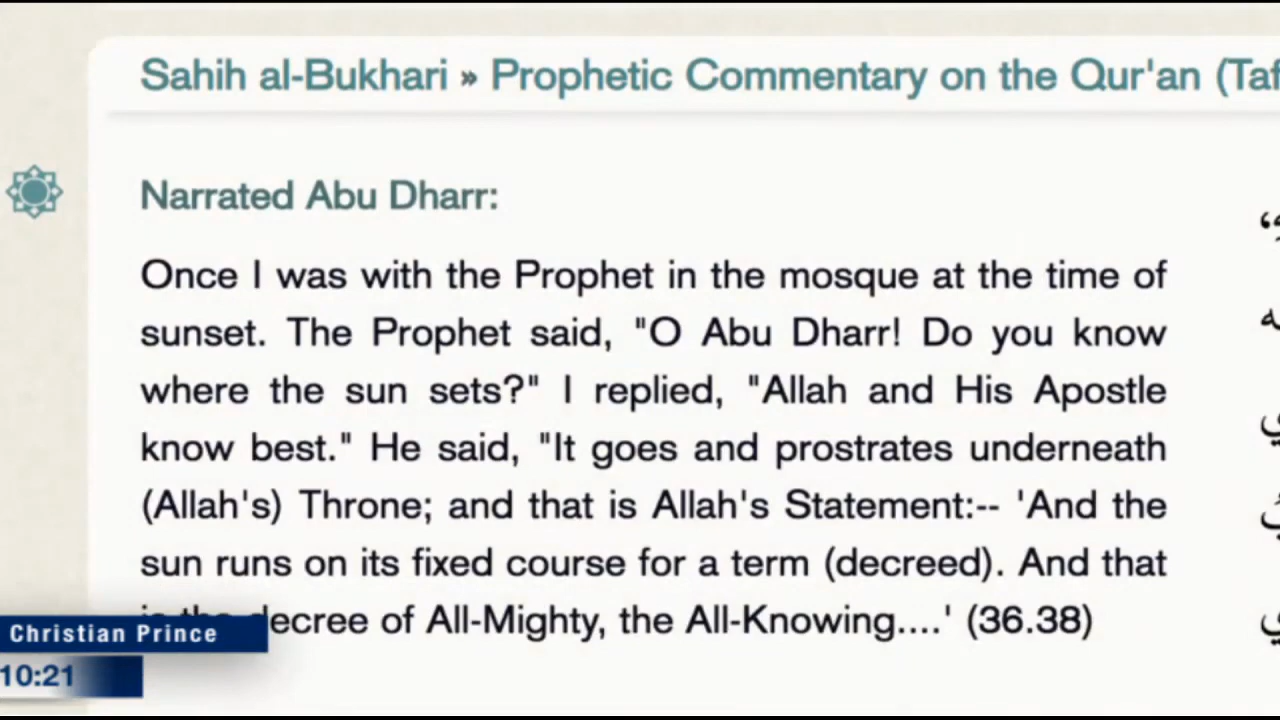 Sahih al-Bukhari » Prophetic Commentary on the Qur'an (Taf
Narrated Abu Dharr:
Once I was with the Prophet in the mosque at the time of
sunset. The Prophet said, "O Abu Dharr! Do you know
where the sun sets?" I replied, "Allah and His Apostle
know best." He said, "It goes and prostrates underneath
(Allah's) Throne; and that is Allah's Statement:-- 'And the
sun runs on its fixed course for a term (decreed). And that
is the decree of All-Mighty, the All-Knowing....' (36.38)
Christian Prince
10:21